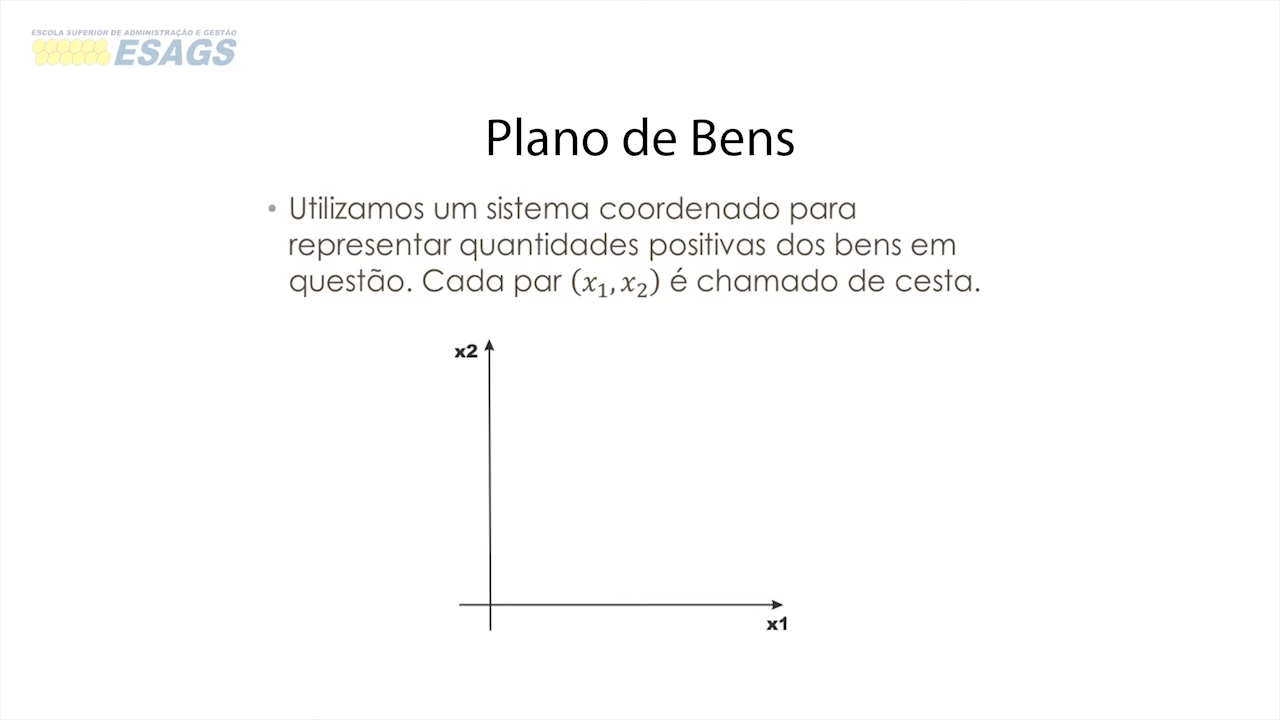 ESCOLA SUPERIOR DE ADMINISTRAÇÃO E GESTÃO
ESAGS
Plano de Bens
• Utilizamos um sistema coordenado para
representar quantidades positivas dos bens em
questão. Cada par (x₁, x₂) é chamado de cesta.
x2
x1